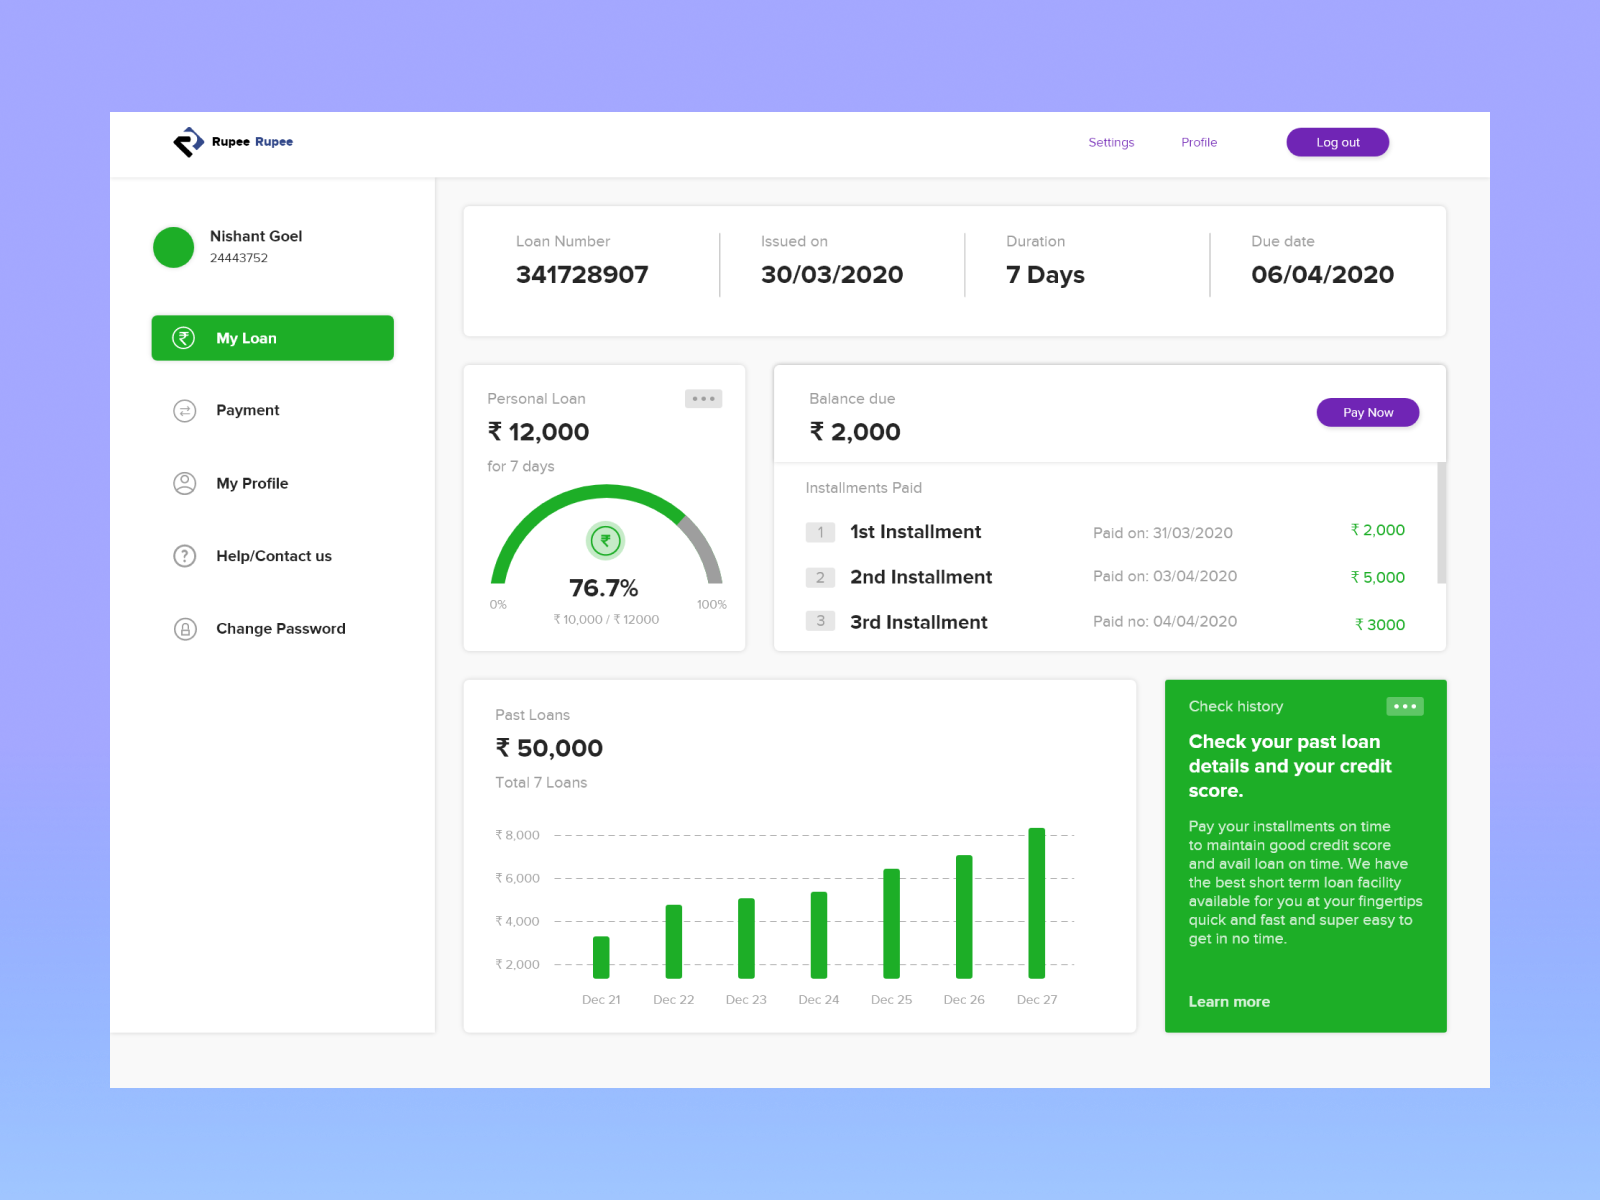 Rupee Rupee
Settings
Profile
Log out
Nishant Goel
24443752
My Loan
Payment
My Profile
Help/Contact us
Change Password
Loan Number
341728907
Issued on
30/03/2020
Duration
7 Days
Due date
06/04/2020
Personal Loan
₹ 12,000
for 7 days
76.7%
0%
100%
₹ 10,000 / ₹ 12000
Balance due
₹ 2,000
Pay Now
Installments Paid
1 1st Installment Paid on: 31/03/2020 ₹ 2,000
2 2nd Installment Paid on: 03/04/2020 ₹ 5,000
3 3rd Installment Paid no: 04/04/2020 ₹ 3000
Past Loans
₹ 50,000
Total 7 Loans
₹ 8,000
₹ 6,000
₹ 4,000
₹ 2,000
Dec 21 Dec 22 Dec 23 Dec 24 Dec 25 Dec 26 Dec 27
Check history
Check your past loan
details and your credit
score.
Pay your installments on time
to maintain good credit score
and avail loan on time. We have
the best short term loan facility
available for you at your fingertips
quick and fast and super easy to
get in no time.
Learn more